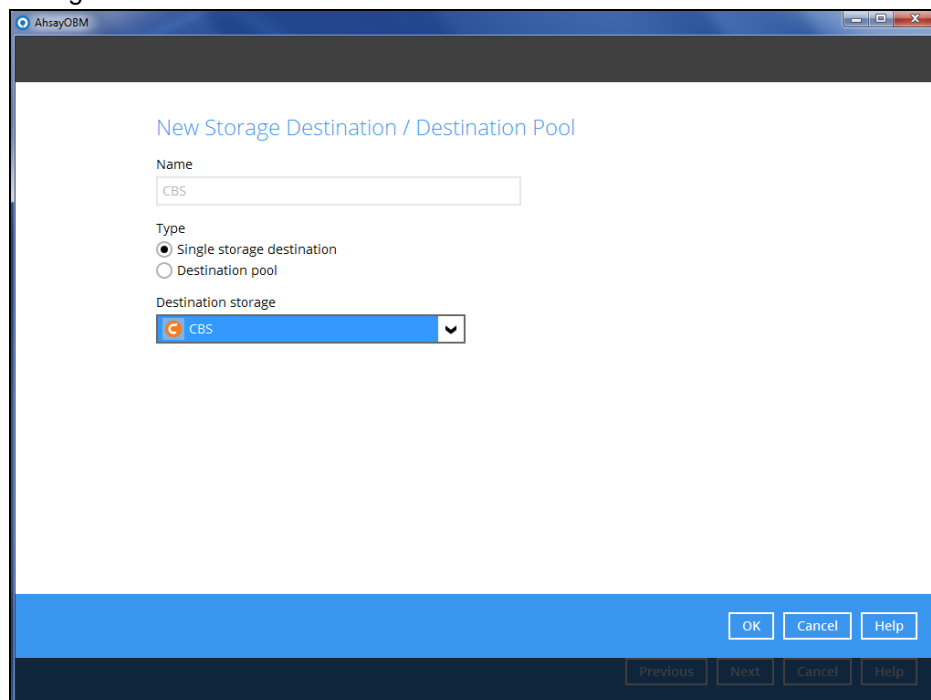 AhsayOBM
New Storage Destination / Destination Pool
Name
CBS
Type
Single storage destination
Destination pool
Destination storage
C CBS
OK Cancel Help
Previous Next Cancel Help